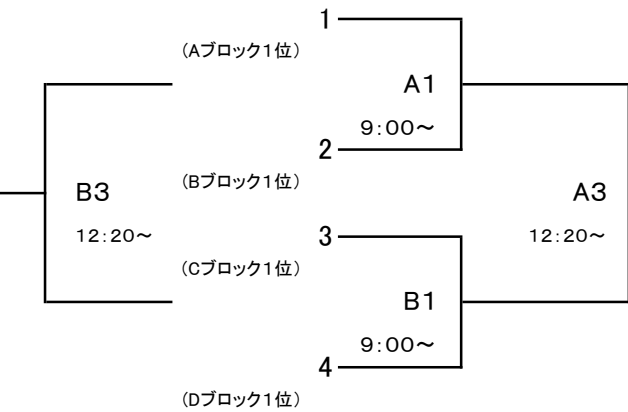 1
(Aブロック1位)
A1
9:00～
2
(Bブロック1位)
B3
12:20～
A3
12:20～
3
(Cブロック1位)
B1
9:00～
4
(Dブロック1位)